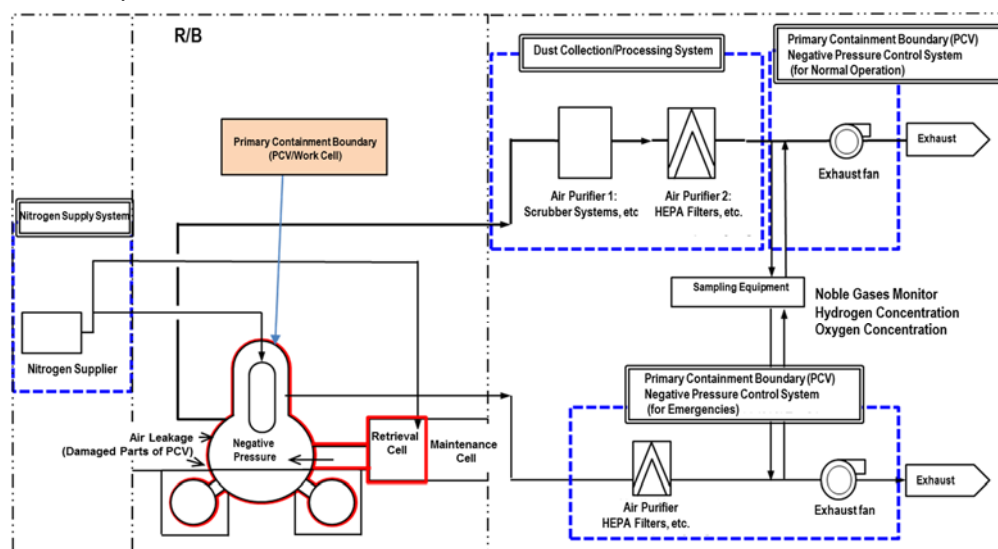 R/B
Dust Collection/Processing System
Primary Containment Boundary (PCV)
Negative Pressure Control System
(for Normal Operation)
Primary Containment Boundary
(PCV/Work Cell)
Exhaust
Exhaust fan
Air Purifier 1:
Scrubber Systems, etc
Air Purifier 2:
HEPA Filters, etc.
Nitrogen Supply System
Sampling Equipment
Noble Gases Monitor
Hydrogen Concentration
Oxygen Concentration
Nitrogen Supplier
Primary Containment Boundary (PCV)
Negative Pressure Control System
(for Emergencies)
Air Leakage
(Damaged Parts of PCV)
Negative
Pressure
Retrieval
Cell
Maintenance
Cell
Air Purifier
HEPA Filters, etc.
Exhaust fan
Exhaust